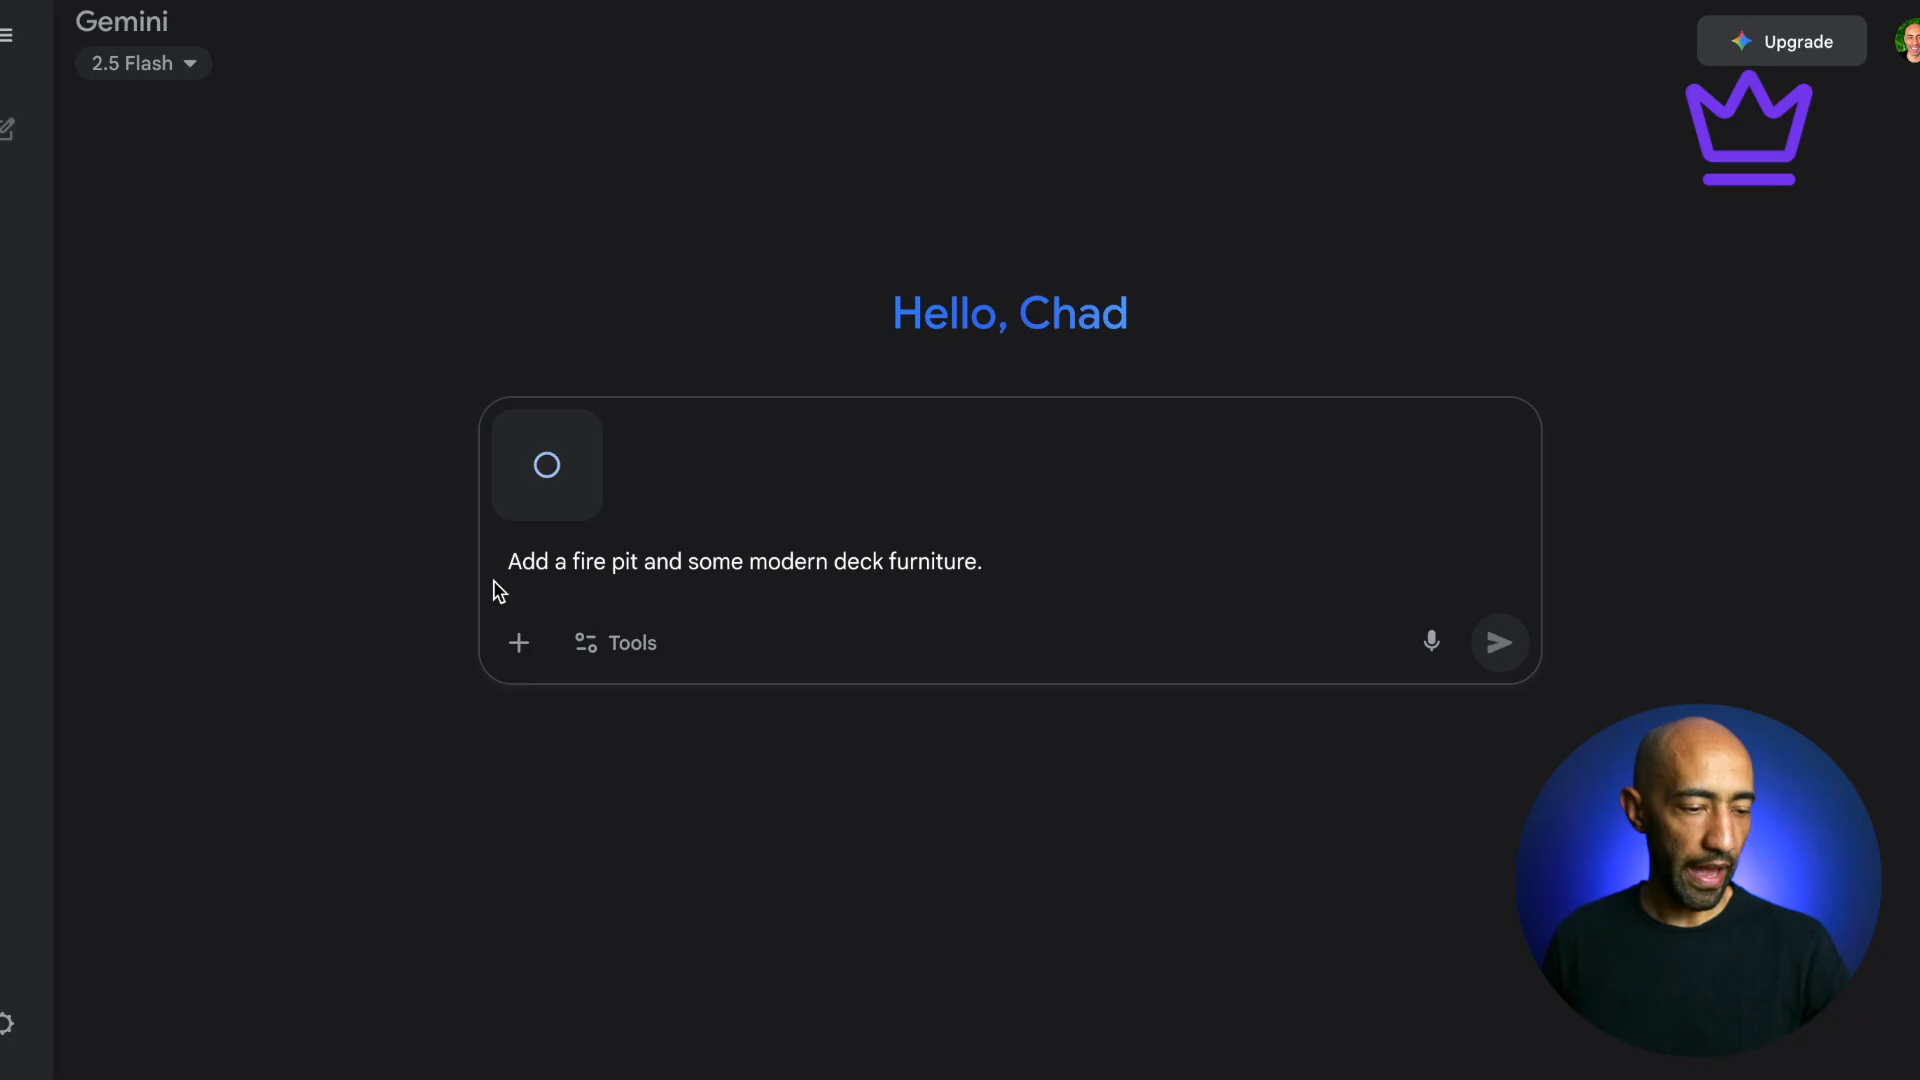 Gemini
2.5 Flash
Upgrade
Hello, Chad
Add a fire pit and some modern deck furniture.
Tools